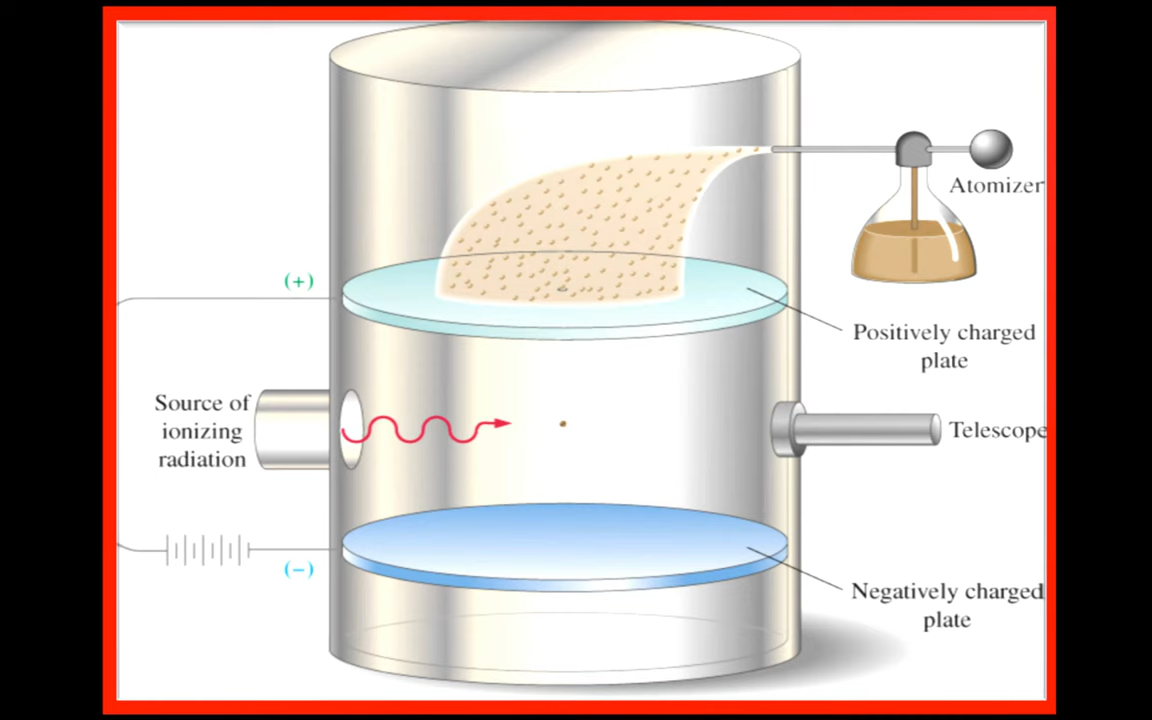 Atomizer
(+)
Positively charged
plate
Source of
ionizing
radiation
Telescope
(−)
Negatively charged
plate